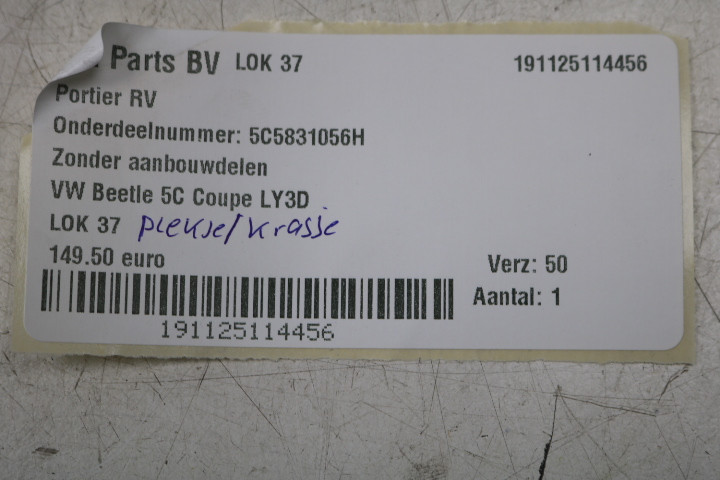 Parts BV LOK 37 191125114456
Portier RV
Onderdeelnummer: 5C5831056H
Zonder aanbouwdelen
VW Beetle 5C Coupe LY3D
LOK 37 plekje/krasje
149.50 euro Verz: 50
Aantal: 1
191125114456